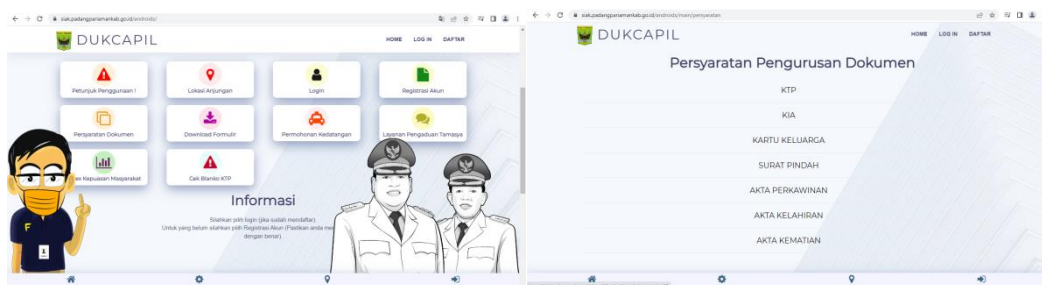 siak.padangpariamankab.go.id/androids/
DUKCAPIL
HOME LOG IN DAFTAR
Petunjuk Penggunaan !
Lokasi Anjungan
Login
Registrasi Akun
Persyaratan Dokumen
Download Formulir
Permohonan Kedatangan
Layanan Pengaduan Tamasya
Kepuasan Masyarakat
Cek Blanko KTP
Informasi
Silahkan pilih login (jika sudah mendaftar).
Untuk yang belum silahkan pilih Registrasi Akun (Pastikan anda
dengan benar)
F
siak.padangpariamankab.go.id/androids/main/persyaratan
DUKCAPIL
HOME LOG IN DAFTAR
Persyaratan Pengurusan Dokumen
KTP
KIA
KARTU KELUARGA
SURAT PINDAH
AKTA PERKAWINAN
AKTA KELAHIRAN
AKTA KEMATIAN